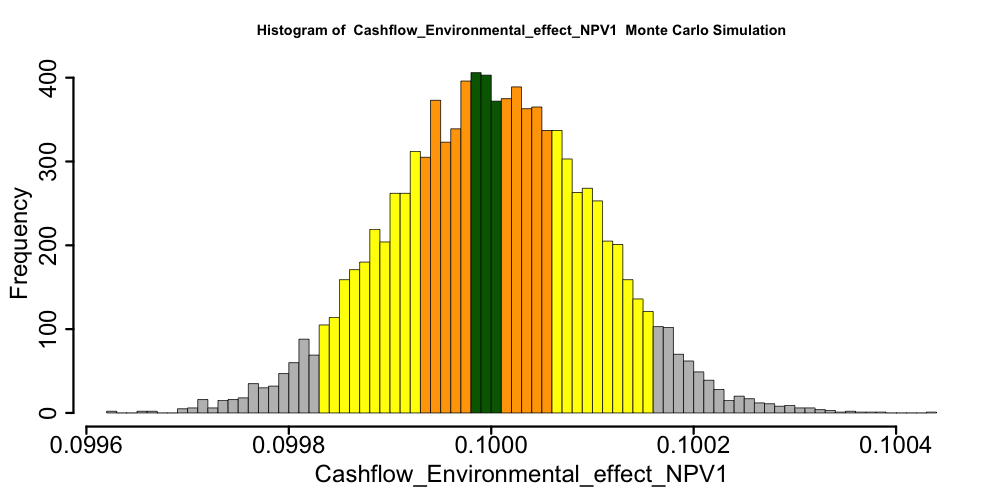 Histogram of Cashflow_Environmental_effect_NPV1 Monte Carlo Simulation
Frequency
400
300
200
100
0
0.0996 0.0998 0.1000 0.1002 0.1004
Cashflow_Environmental_effect_NPV1